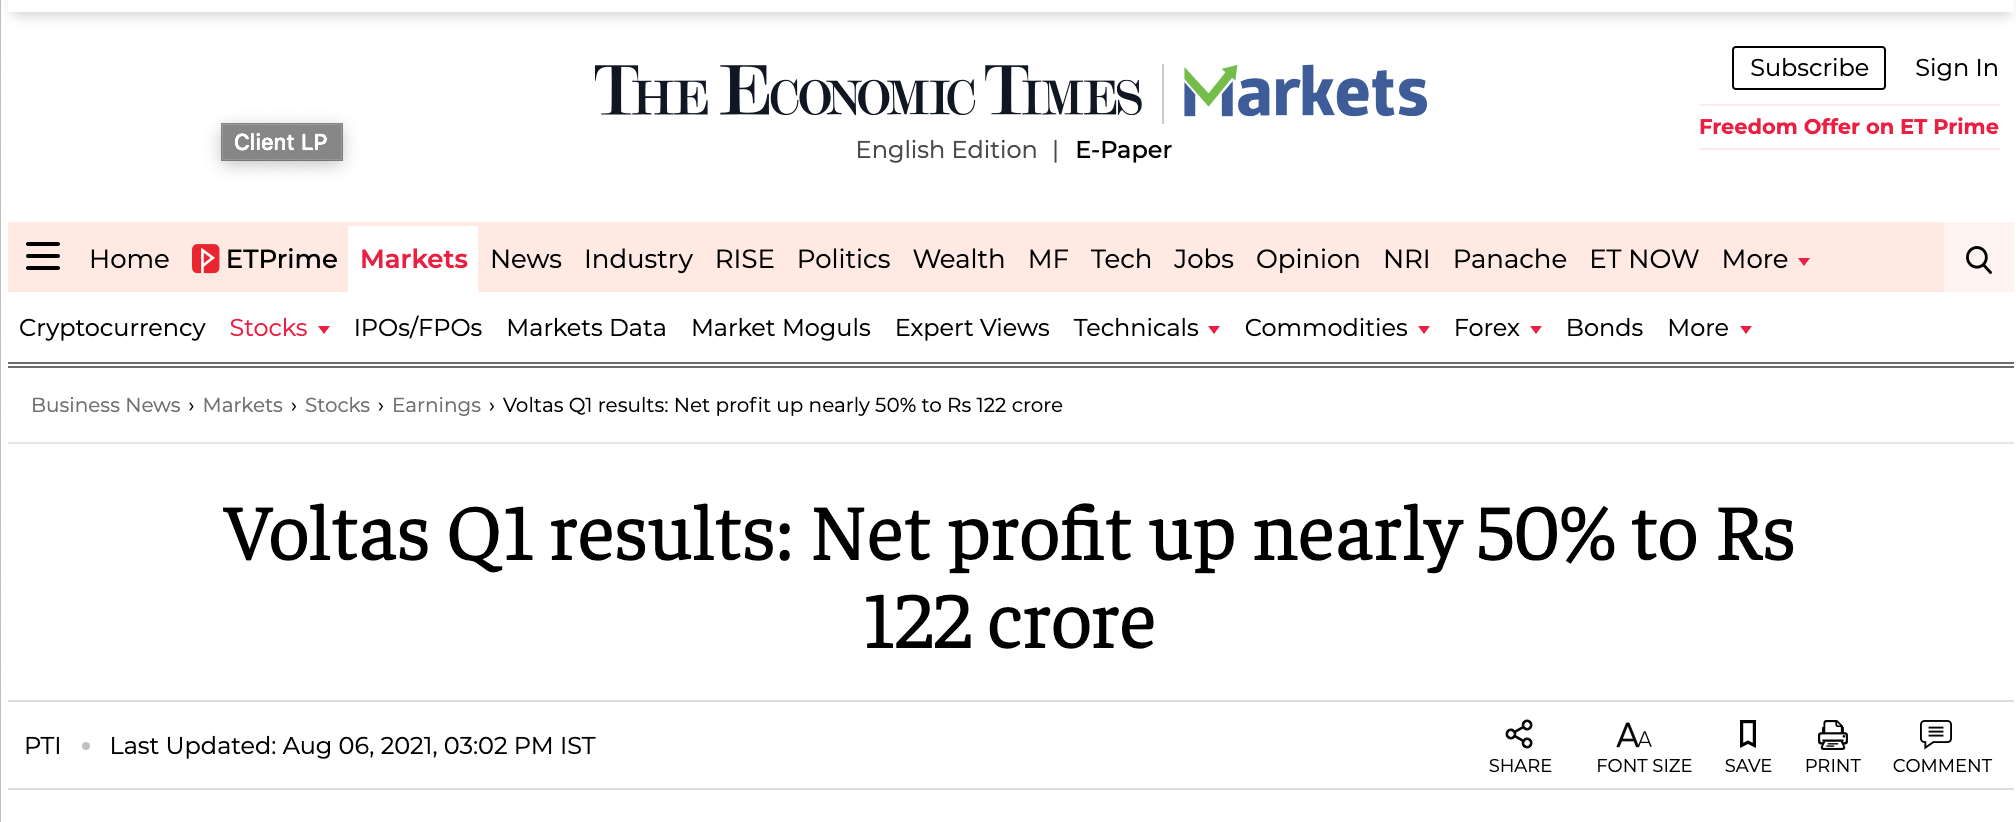 Subscribe Sign In
THE ECONOMIC TIMES | Markets
Freedom Offer on ET Prime
Client LP
English Edition | E-Paper
Home ETPrime Markets News Industry RISE Politics Wealth MF Tech Jobs Opinion NRI Panache ET NOW More
Cryptocurrency Stocks IPOs/FPOs Markets Data Market Moguls Expert Views Technicals Commodities Forex Bonds More
Business News › Markets › Stocks › Earnings › Voltas Q1 results: Net profit up nearly 50% to Rs 122 crore
Voltas Q1 results: Net profit up nearly 50% to Rs
122 crore
PTI • Last Updated: Aug 06, 2021, 03:02 PM IST
SHARE FONT SIZE SAVE PRINT COMMENT